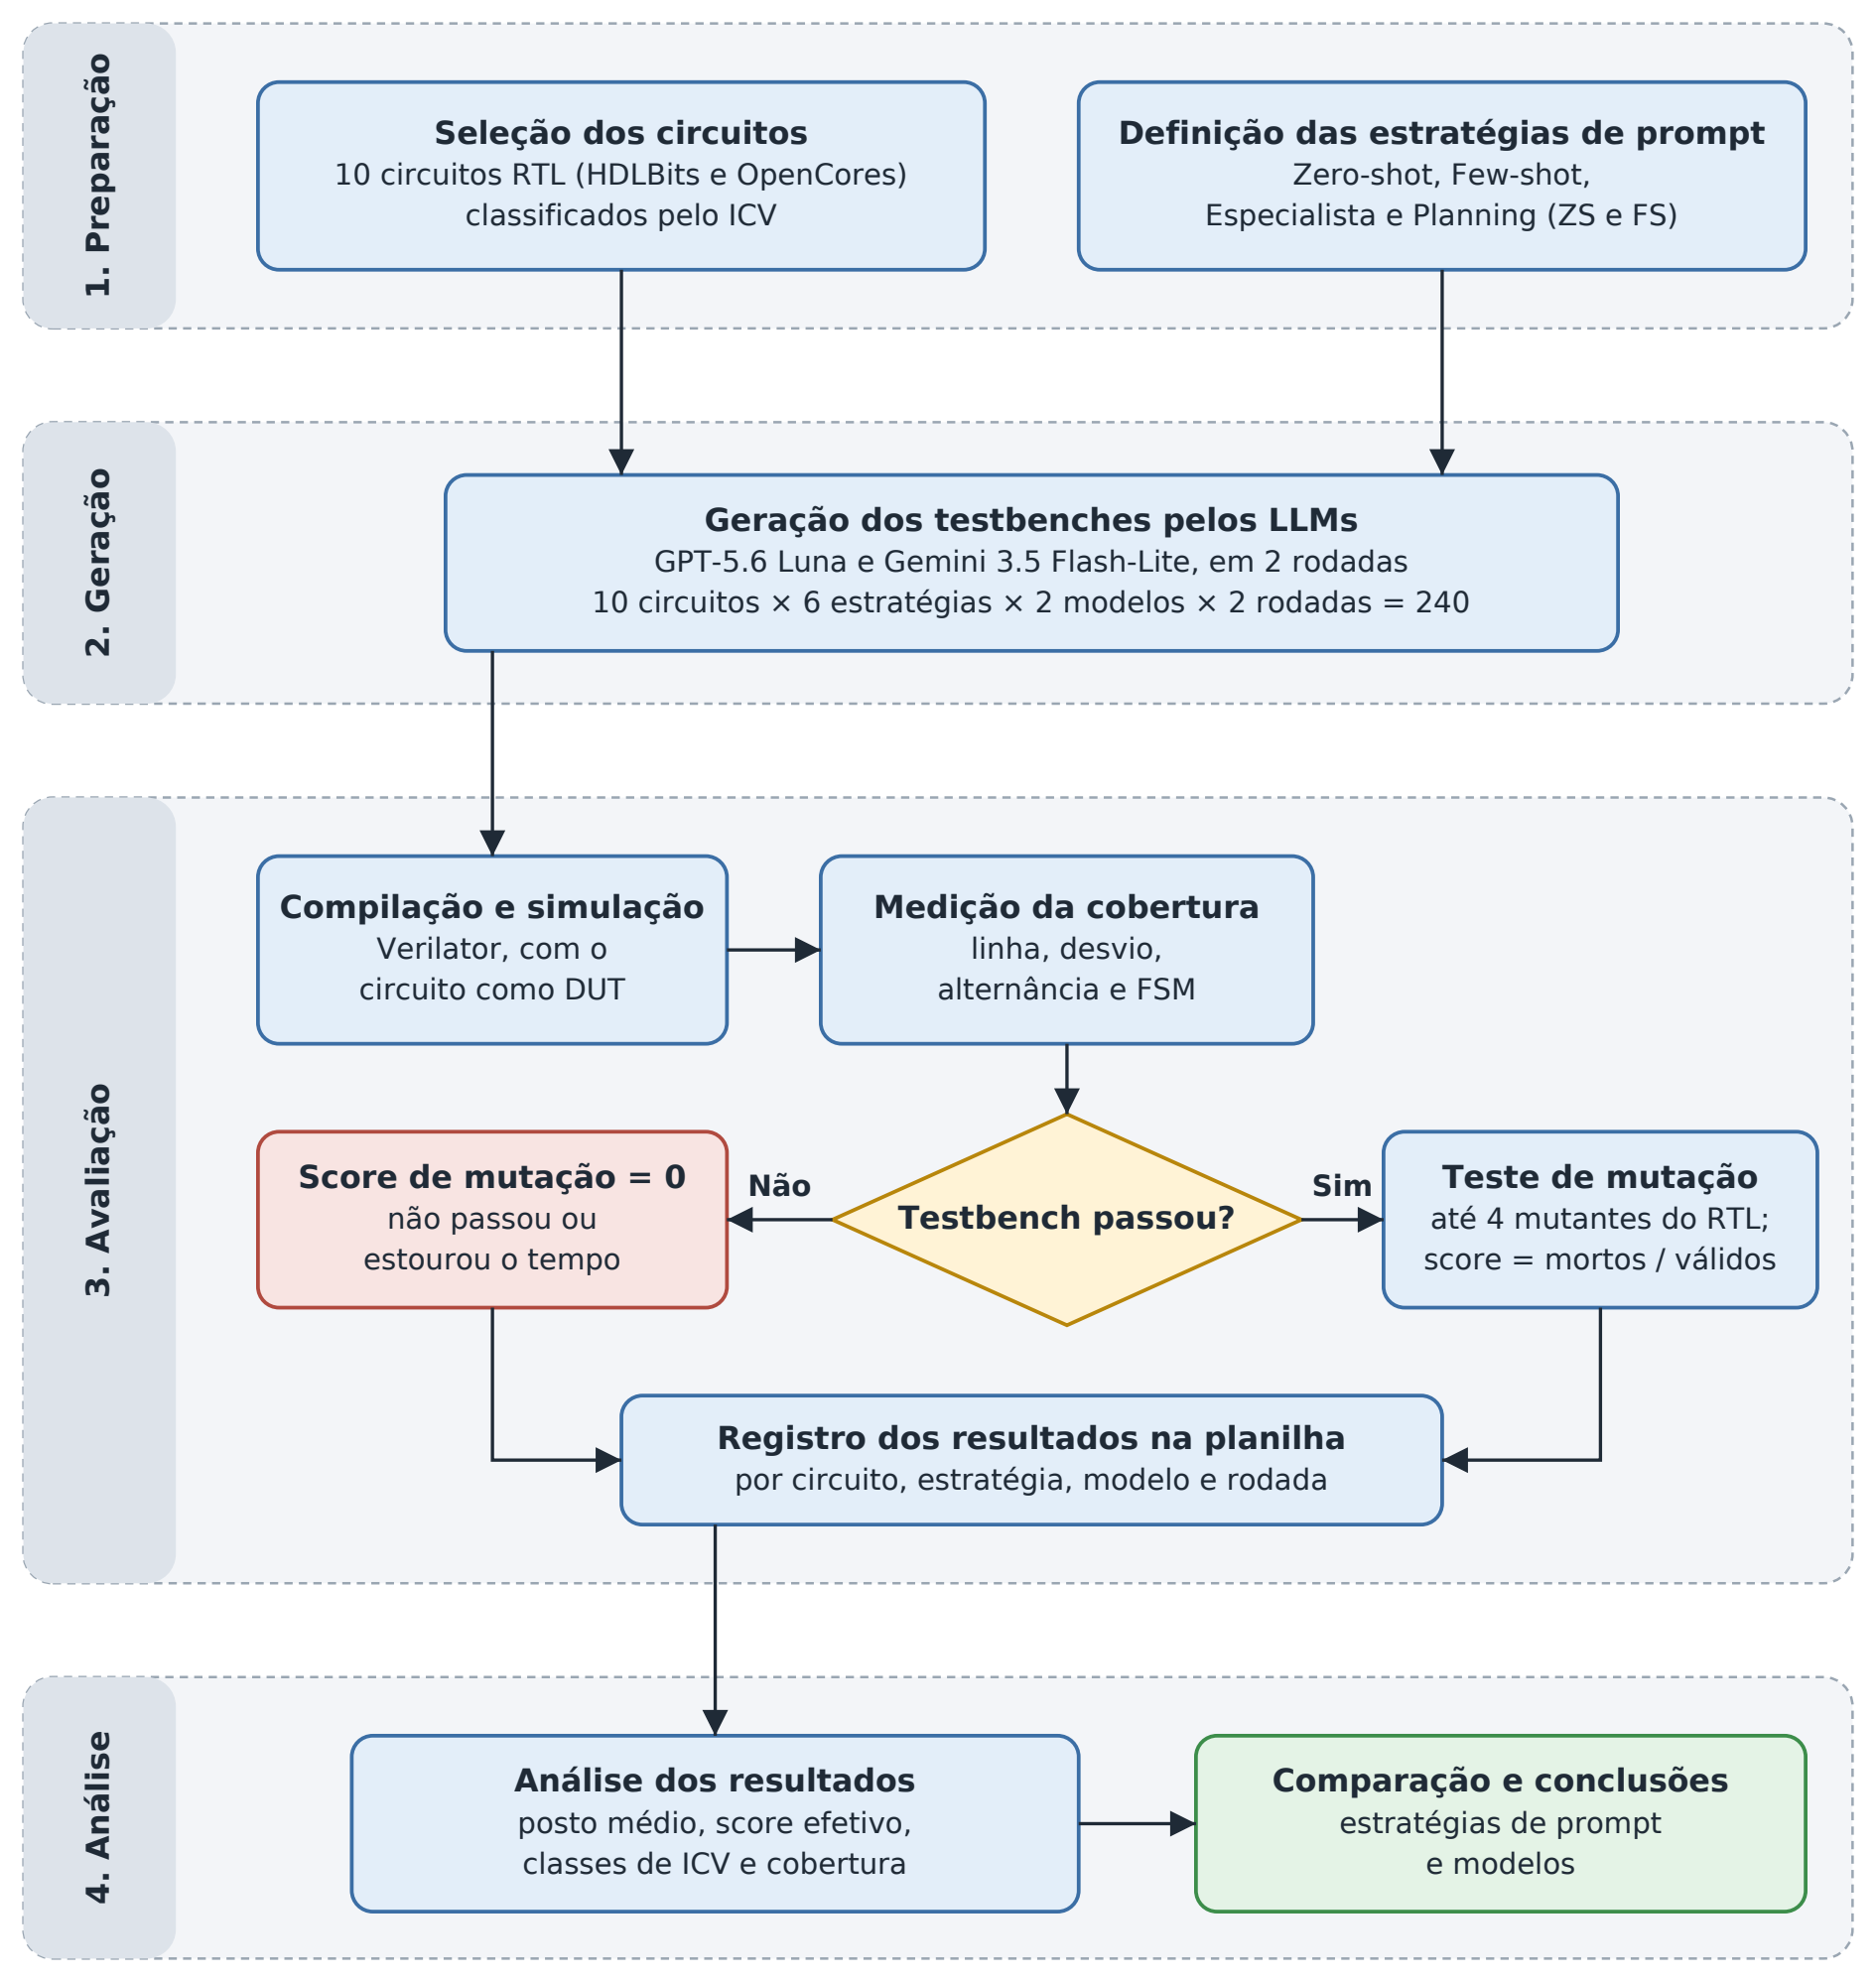 1. Preparação
Seleção dos circuitos
10 circuitos RTL (HDLBits e OpenCores)
classificados pelo ICV
Definição das estratégias de prompt
Zero-shot, Few-shot,
Especialista e Planning (ZS e FS)
2. Geração
Geração dos testbenches pelos LLMs
GPT-5.6 Luna e Gemini 3.5 Flash-Lite, em 2 rodadas
10 circuitos × 6 estratégias × 2 modelos × 2 rodadas = 240
3. Avaliação
Compilação e simulação
Verilator, com o
circuito como DUT
Medição da cobertura
linha, desvio,
alternância e FSM
Score de mutação = 0
não passou ou
estourou o tempo
Não
Testbench passou?
Sim
Teste de mutação
até 4 mutantes do RTL;
score = mortos / válidos
Registro dos resultados na planilha
por circuito, estratégia, modelo e rodada
4. Análise
Análise dos resultados
posto médio, score efetivo,
classes de ICV e cobertura
Comparação e conclusões
estratégias de prompt
e modelos